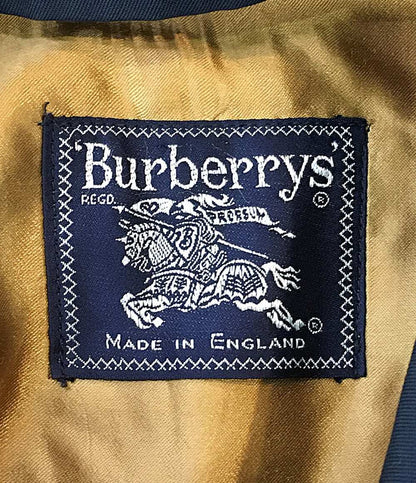 'Burberrys'
REGD.
PRORSUM
®
®
MADE IN ENGLAND